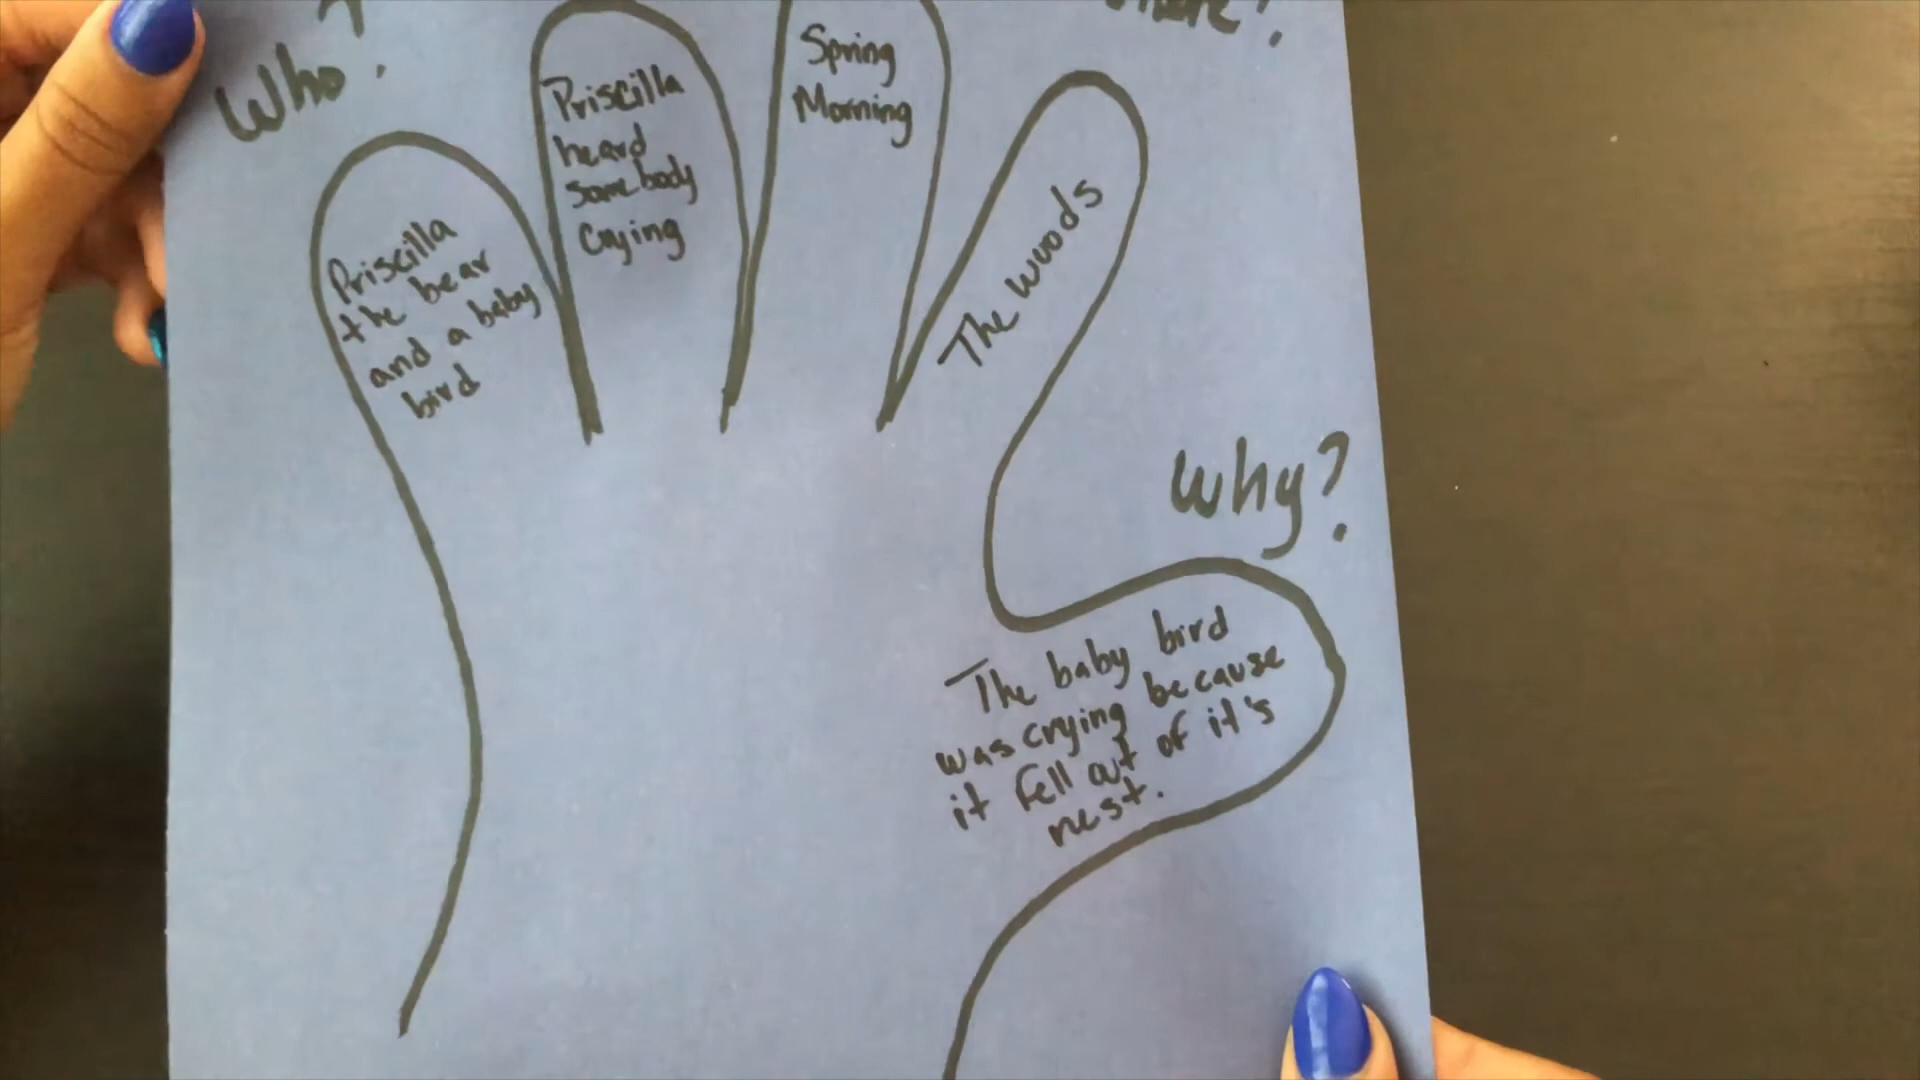 Who?
Priscilla
the bear
and a baby
bird
Priscilla
heard
somebody
Crying
Spring
Morning
The woods
Why?
The baby bird
was crying because
it fell out of it's
nest.